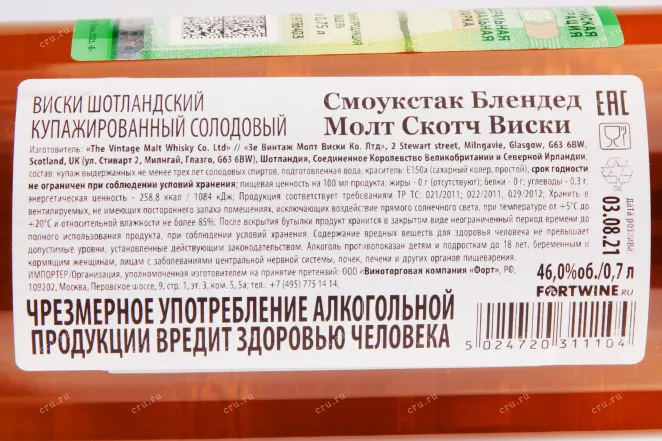 0,75 л
ВИСКИ ШОТЛАНДСКИЙ
КУПАЖИРОВАННЫЙ СОЛОДОВЫЙ
Смоукстак Блендед
Молт Скотч Виски
EAC
Изготовитель: «The Vintage Malt Whisky Co. Ltd» // «Зе Винтаж Молт Виски Ко. Лтд», 2 Stewart street, Milngavie, Glasgow, G63 6BW,
Scotland, UK (ул. Стиварт 2, Милнгай, Глазго, G63 6BW), Шотландия, Соединенное Королевство Великобритании и Северной Ирландии,
состав: купаж выдержанных не менее трех лет солодовых спиртов, подготовленная вода, краситель: Е150а (сахарный колер, простой), срок годности
не ограничен при соблюдении условий хранения; пищевая ценность на 100 мл продукта: жиры - 0 г (отсутствуют); белки - 0 г; углеводы - 0,3 г,
энергетическая ценность - 258,8 ккал / 1084 кДж; Продукт соответствует требованиям ТР ТС: 021/2011; 022/2011, 029/2012; Хранить в
вентилируемых, не имеющих постороннего запаха помещениях, исключающих воздействие прямого солнечного света, при температуре от +5°С до
+20°С и относительной влажности не более 85%. После вскрытия бутылки продукт хранится в закрытом виде неограниченный период времени до
полного использования продукта, при соблюдении условий хранения. Содержание вредных веществ для здоровья человека не превышает
допустимые уровни, установленные действующим законодательством. Алкоголь противопоказан детям и подросткам до 18 лет, беременным и
кормящим женщинам, лицам с заболеваниями центральной нервной системы, почек, печени и других органов пищеварения.
ИМПОРТЕР/Организация, уполномоченная изготовителем на принятие претензий: ООО «Виноторговая компания «Форт», РФ,
109202, Москва, Перовское шоссе, 9, стр. 1, эт. 3, ком. 5, 5а; тел.: +7 (495) 775 14 14.
46,0%об./0,7 л
FORTWINE.RU
дата розлива:
03.08.21
ЧРЕЗМЕРНОЕ УПОТРЕБЛЕНИЕ АЛКОГОЛЬНОЙ
ПРОДУКЦИИ ВРЕДИТ ЗДОРОВЬЮ ЧЕЛОВЕКА
5 024720 311104
cru.ru